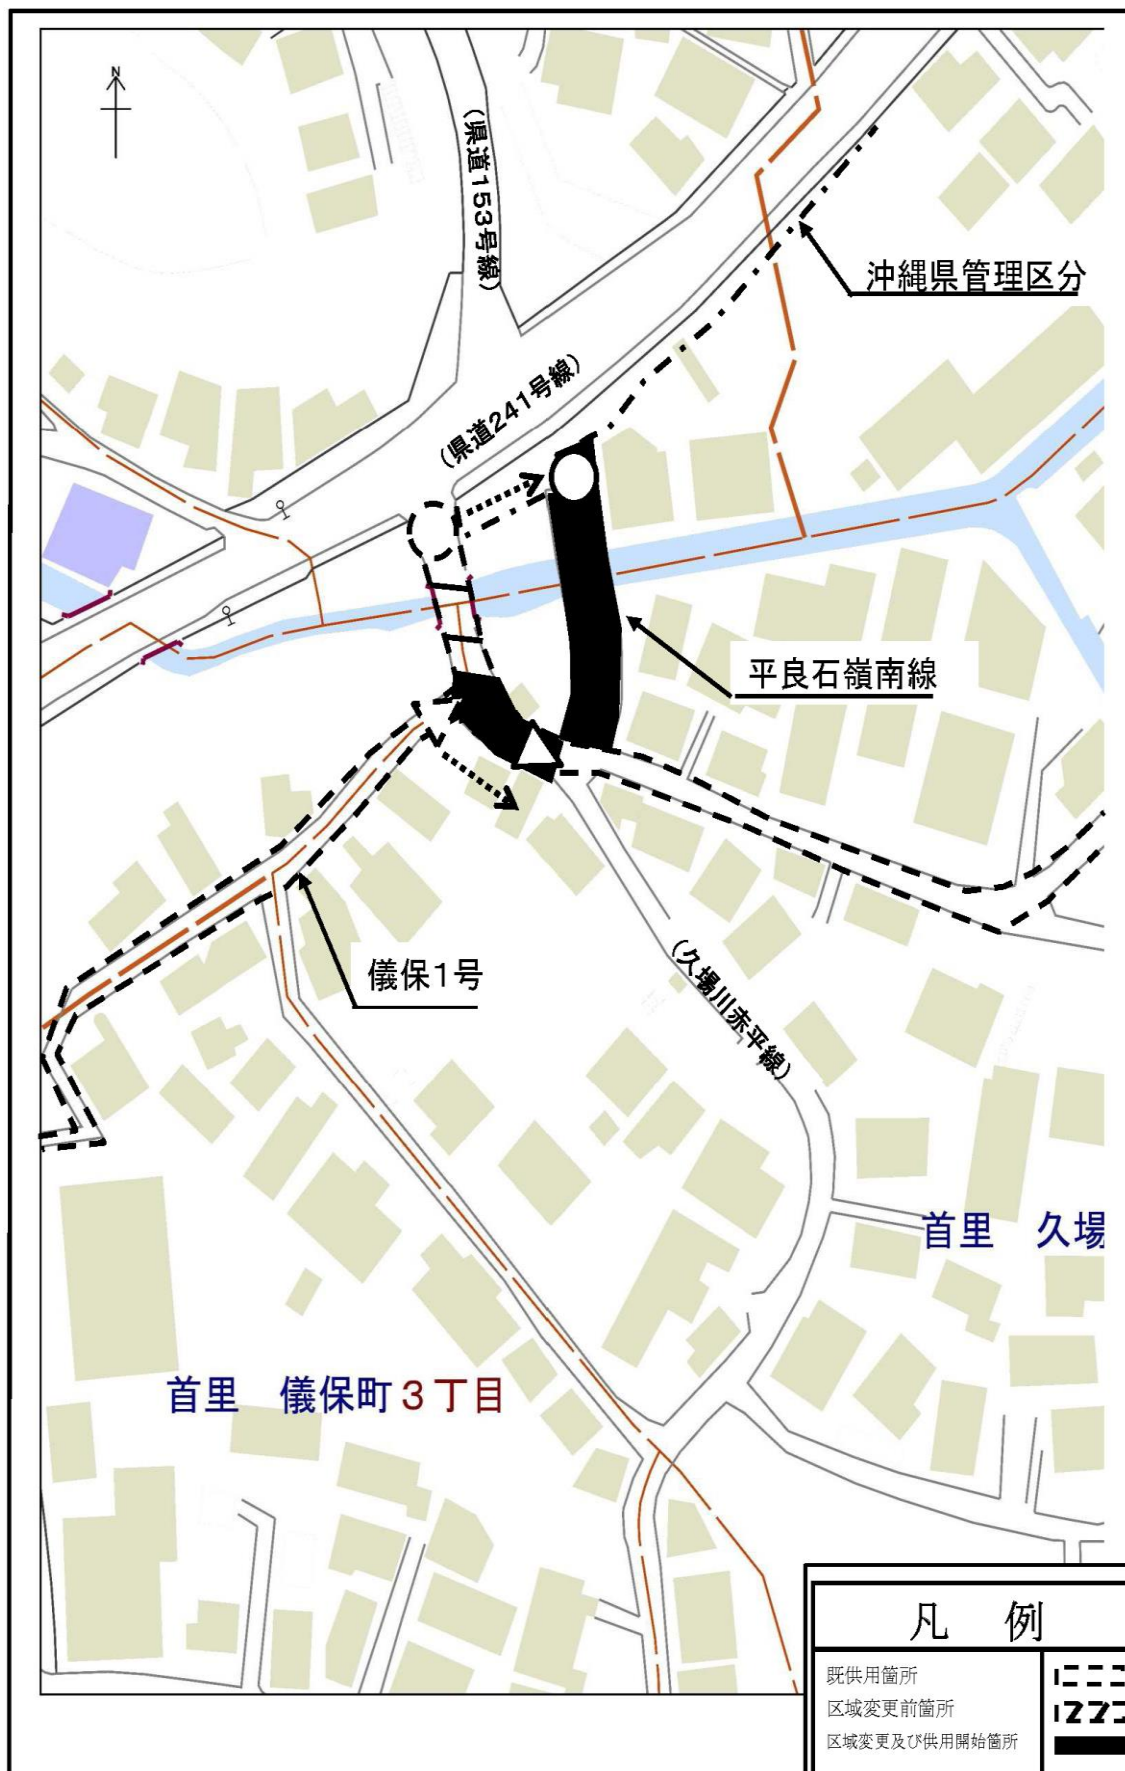 N
(県道153号線)
沖縄県管理区分
(県道241号線)
平良石嶺南線
儀保1号
(久場川赤平線)
首里 久場
首里 儀保町3丁目
凡 例
既供用箇所
区域変更前箇所
区域変更及び供用開始箇所